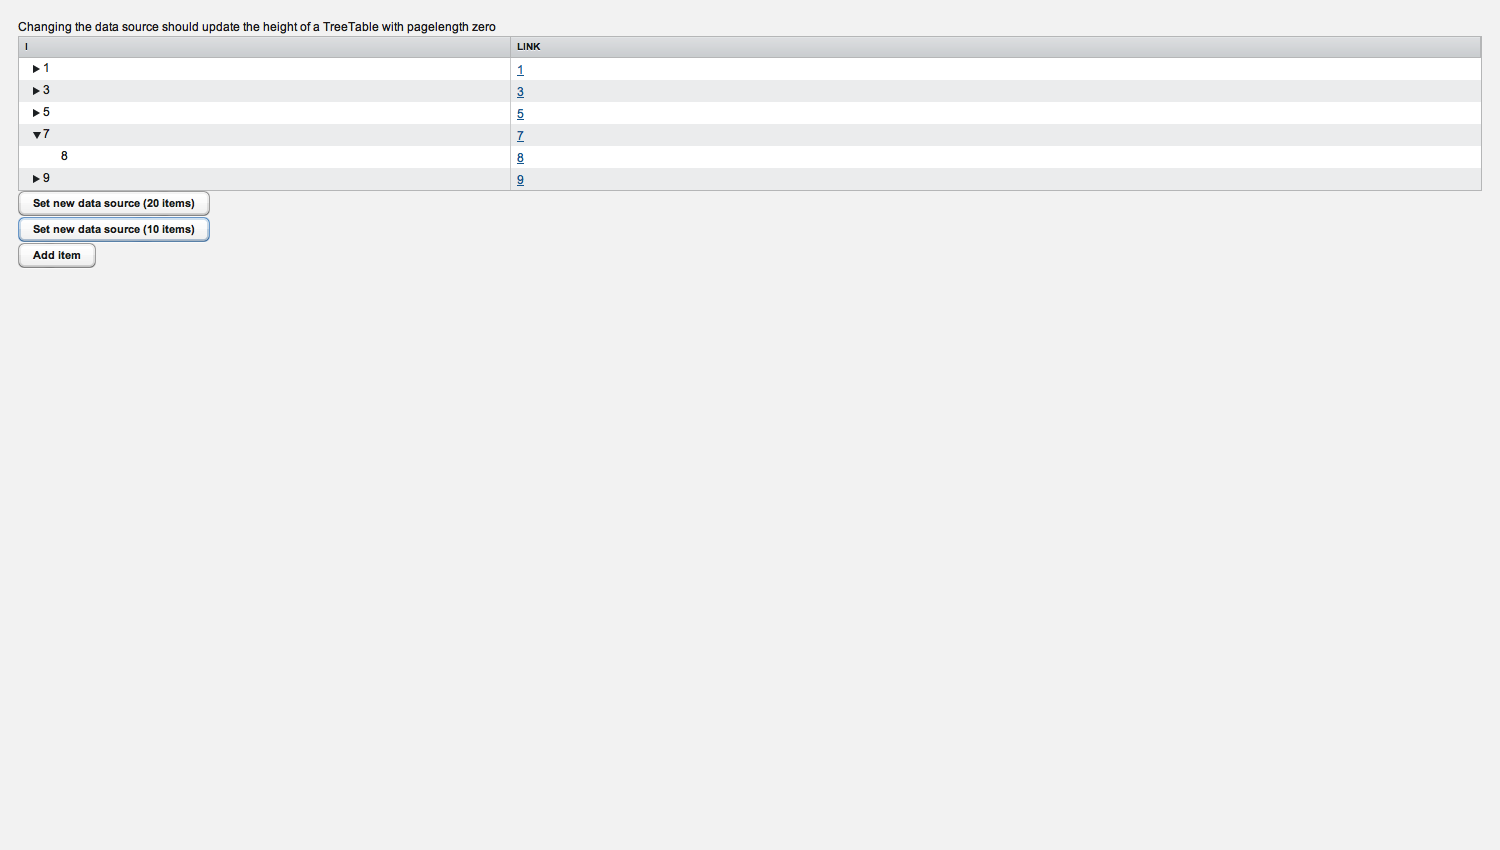 Changing the data source should update the height of a TreeTable with pagelength zero
I LINK
1 1
3 3
5 5
7 7
8 8
9 9
Set new data source (20 items)
Set new data source (10 items)
Add item